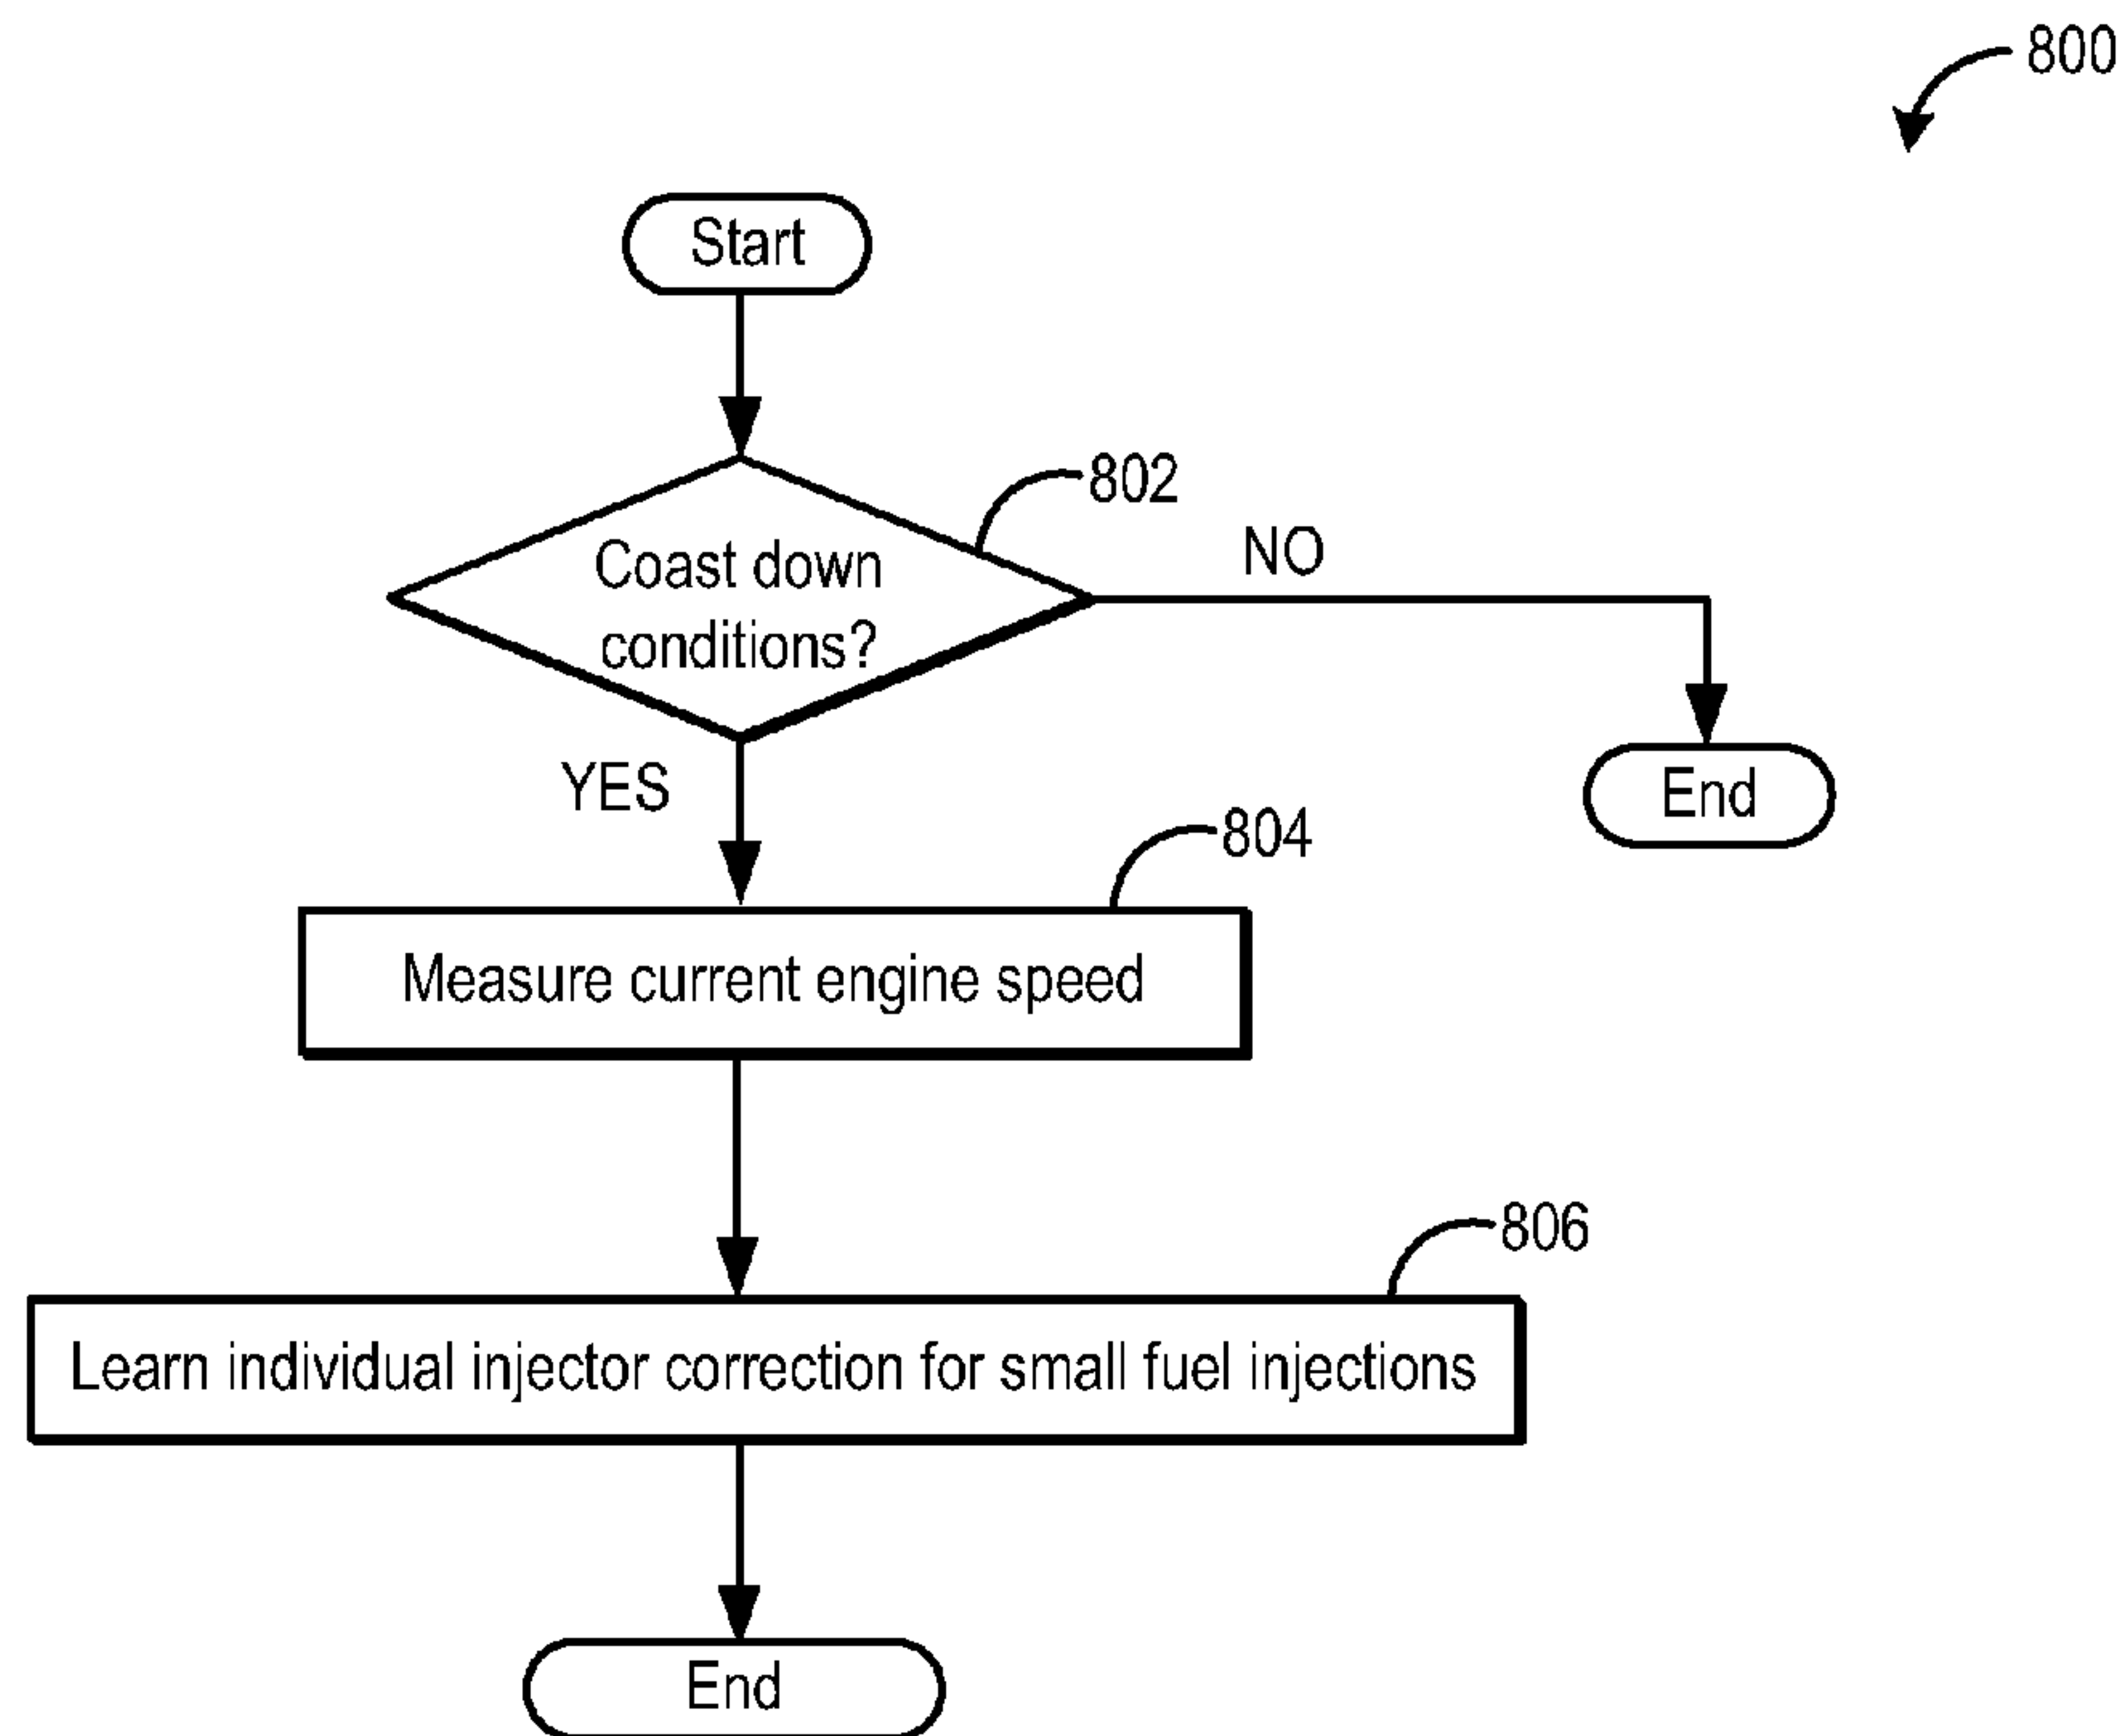 800
Start
802
Coast down
conditions?
NO
YES
End
804
Measure current engine speed
806
Learn individual injector correction for small fuel injections
End